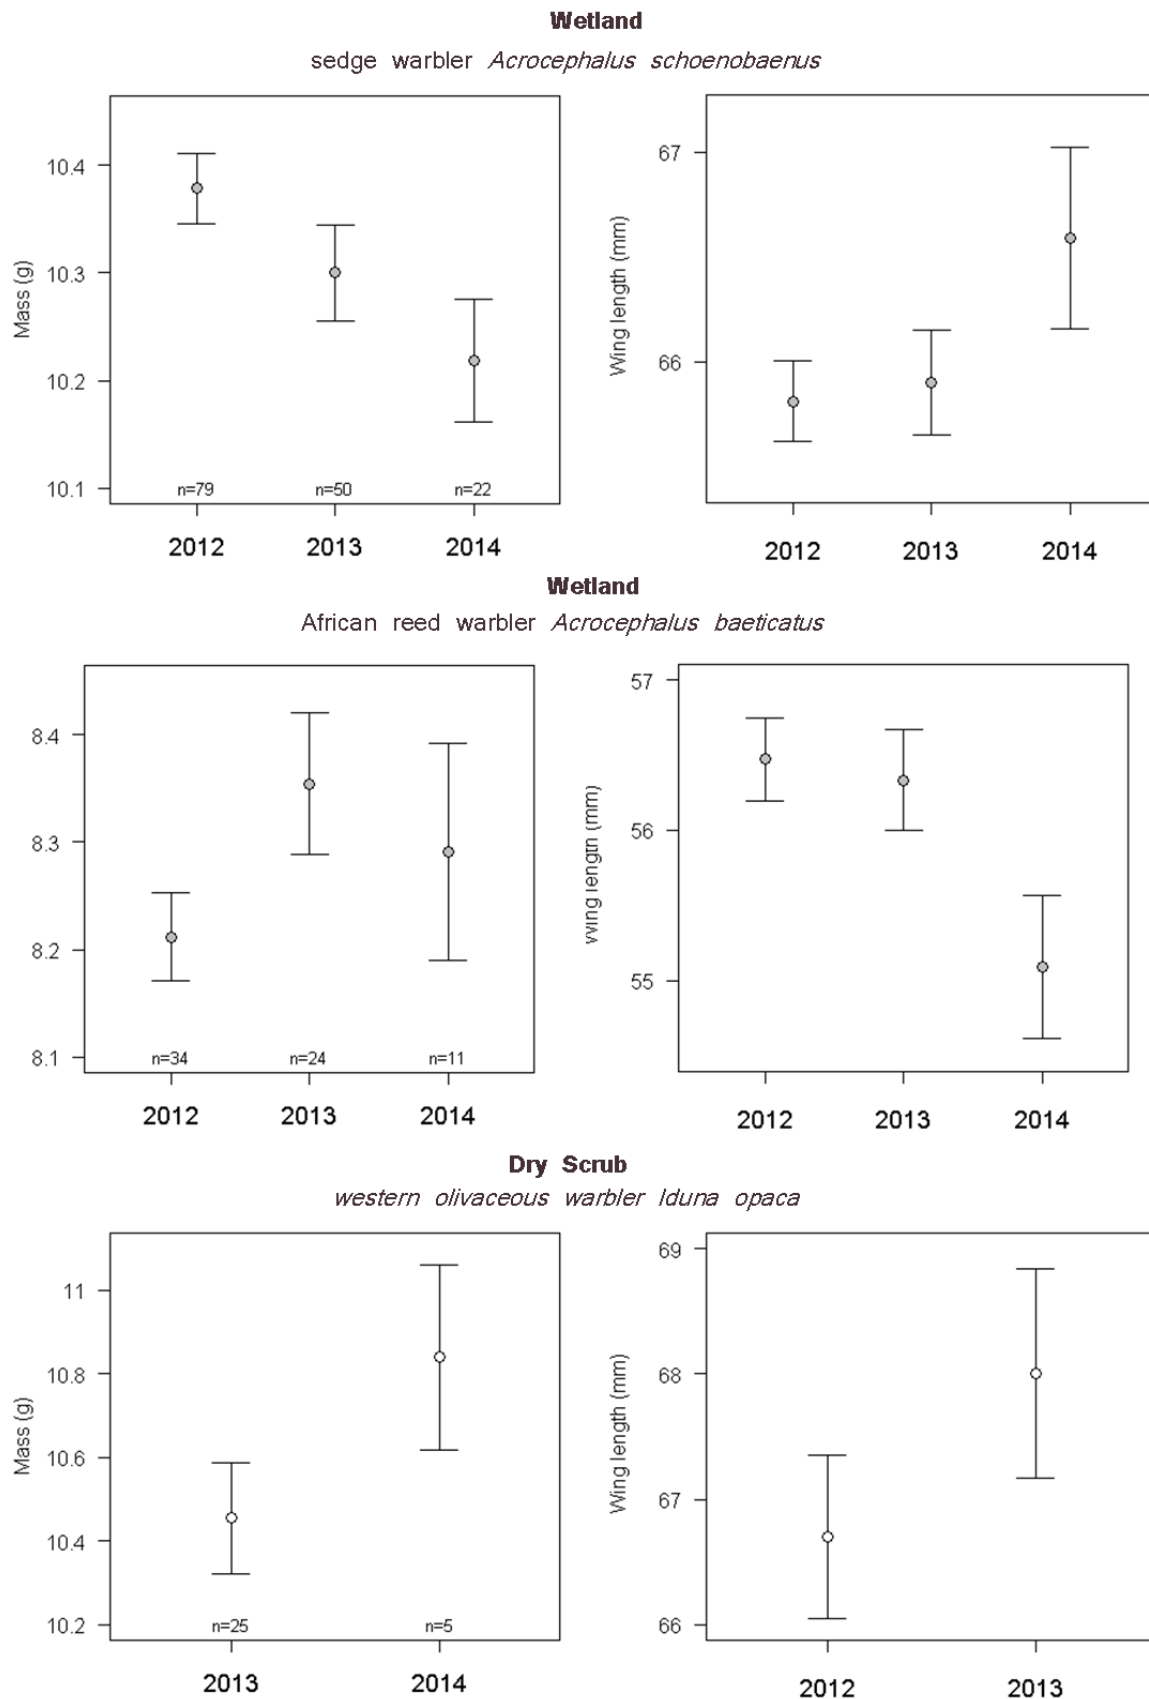 Wetland
sedge warbler Acrocephalus schoenobaenus
Mass (g)
10.4
10.3
10.2
10.1
n=79 n=50 n=22
2012 2013 2014
Wing length (mm)
67
66
2012 2013 2014
Wetland
African reed warbler Acrocephalus baeticatus
8.4
8.3
8.2
8.1
n=34 n=24 n=11
2012 2013 2014
Wing length (mm)
57
56
55
2012 2013 2014
Dry Scrub
western olivaceous warbler Iduna opaca
Mass (g)
11
10.8
10.6
10.4
10.2
n=25 n=5
2013 2014
Wing length (mm)
69
68
67
66
2012 2013